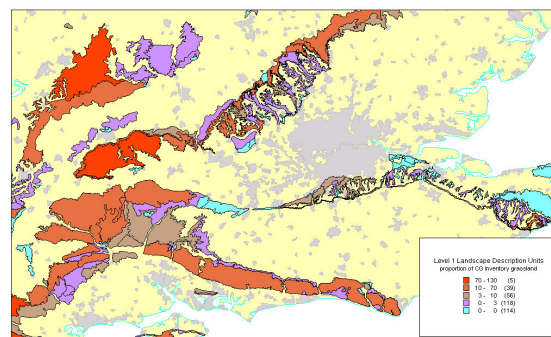 Level 1 Landscape Description Units
proportion of CG inventory grassland
70 - 130 (5)
10 - 70 (39)
3 - 10 (56)
0 - 3 (118)
0 - 0 (114)